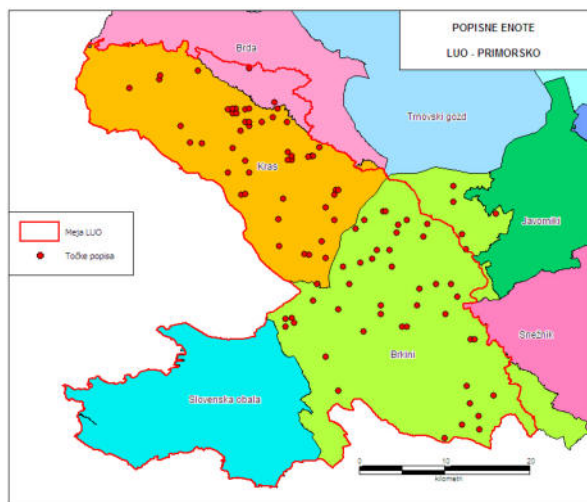 POPISNE ENOTE
LUO - PRIMORSKO
Brda
Trnovski gozd
Kras
Javorniki
Meja LUO
Točke popisa
Snežnik
Brkini
Slovenska obala
0 10 20
kilometri